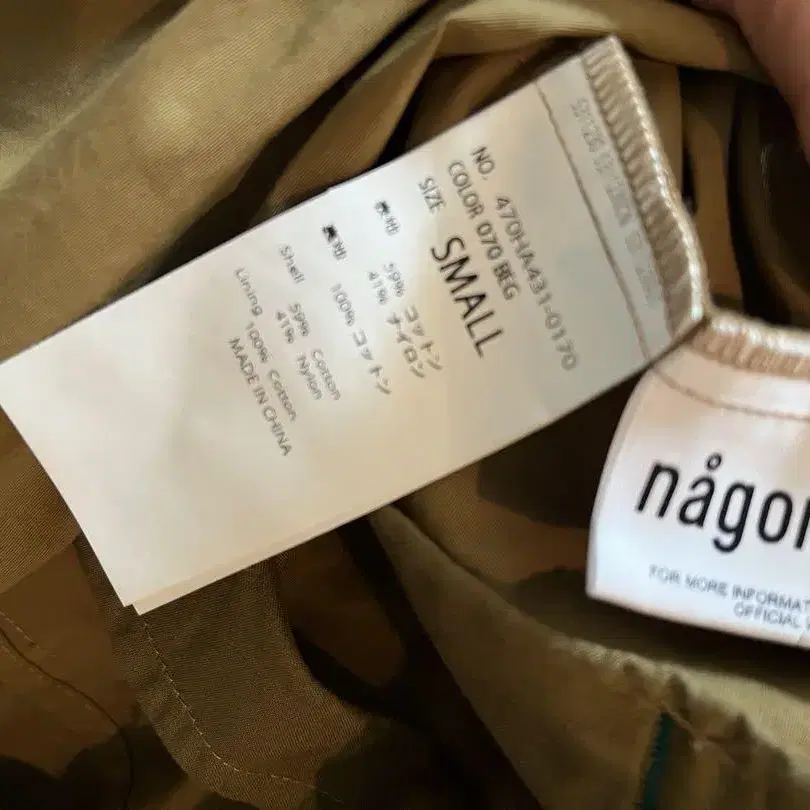 NO. 470HA431-0170
COLOR 070 BEG
SIZE SMALL
表地 59% コットン
41% ナイロン
裏地 100% コットン
Shell 59% Cotton
41% Nylon
Lining 100% Cotton
MADE IN CHINA
någon
FOR MORE INFORMAT
OFFICIAL